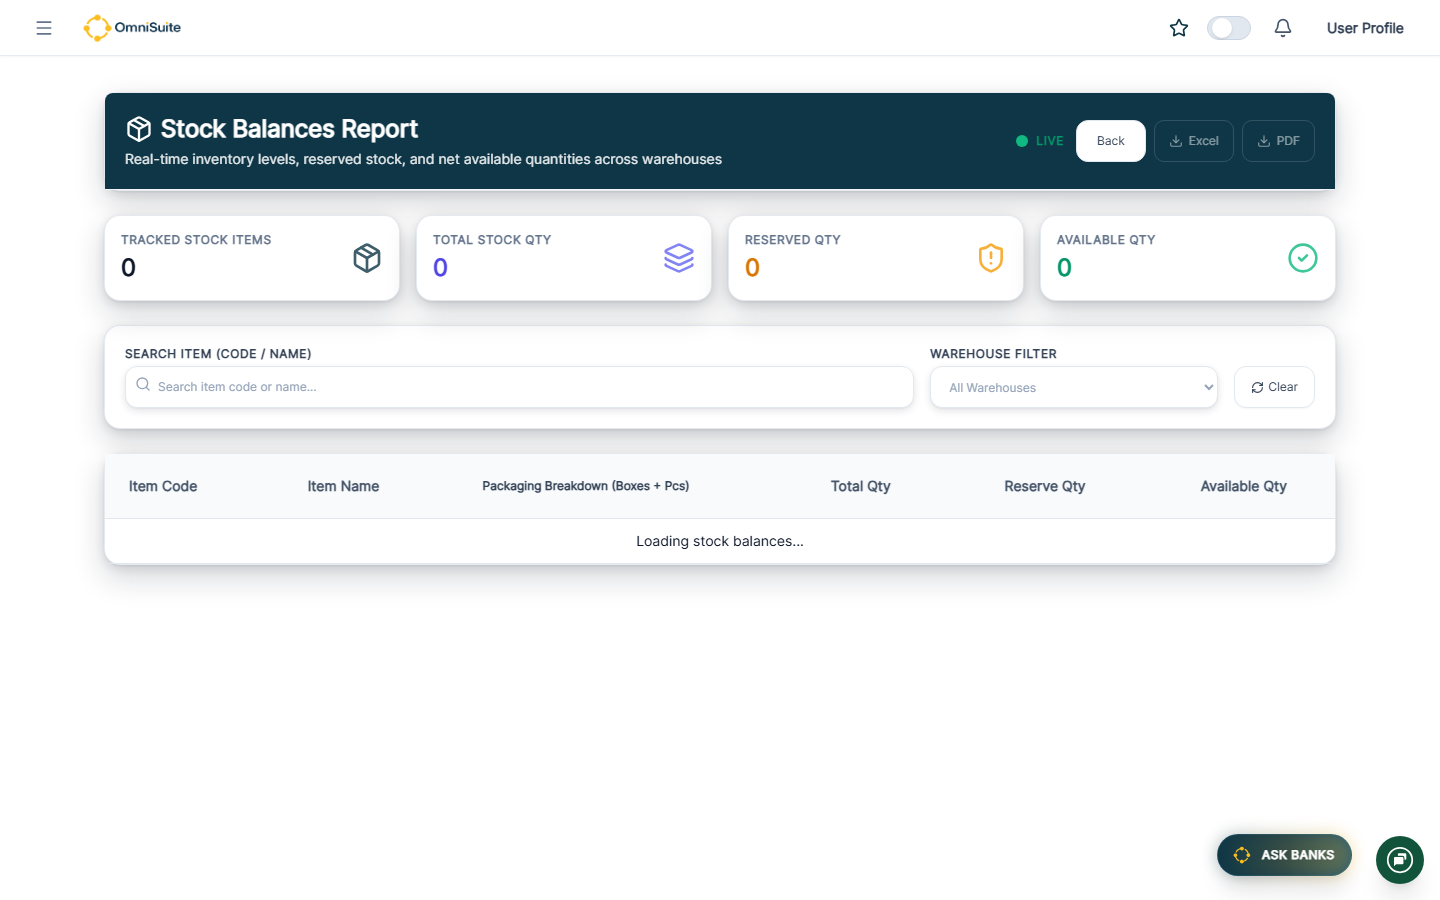 OmniSuite
User Profile
Stock Balances Report
Real-time inventory levels, reserved stock, and net available quantities across warehouses
LIVE
Back
Excel
PDF
TRACKED STOCK ITEMS
0
TOTAL STOCK QTY
0
RESERVED QTY
0
AVAILABLE QTY
0
SEARCH ITEM (CODE / NAME)
Search item code or name...
WAREHOUSE FILTER
All Warehouses
Clear
Item Code
Item Name
Packaging Breakdown (Boxes + Pcs)
Total Qty
Reserve Qty
Available Qty
Loading stock balances...
ASK BANKS